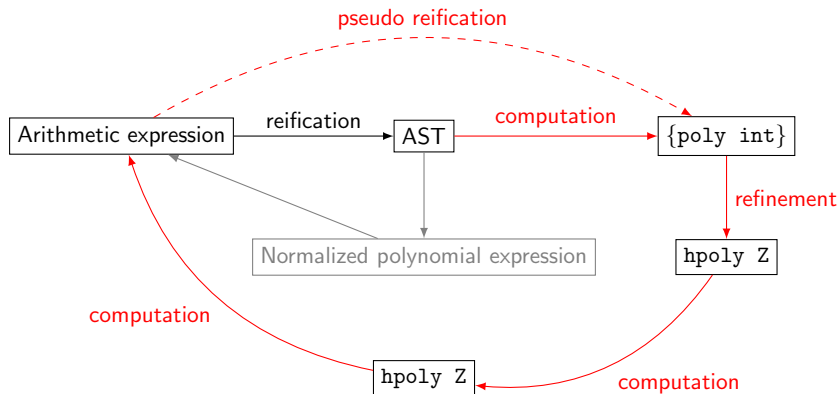 pseudo reification
Arithmetic expression
reification
AST
computation
{poly int}
refinement
Normalized polynomial expression
hpoly Z
computation
hpoly Z
computation